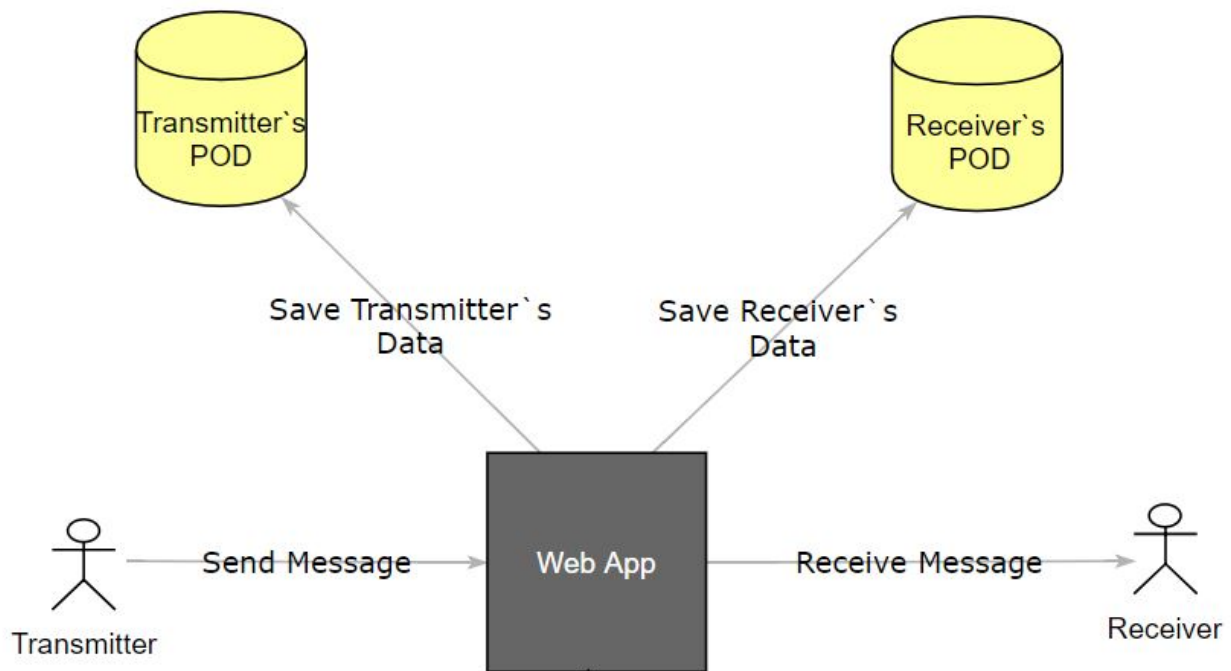 Transmitter`s
POD
Receiver`s
POD
Save Transmitter`s
Data
Save Receiver`s
Data
Send Message
Web App
Receive Message
Transmitter
Receiver